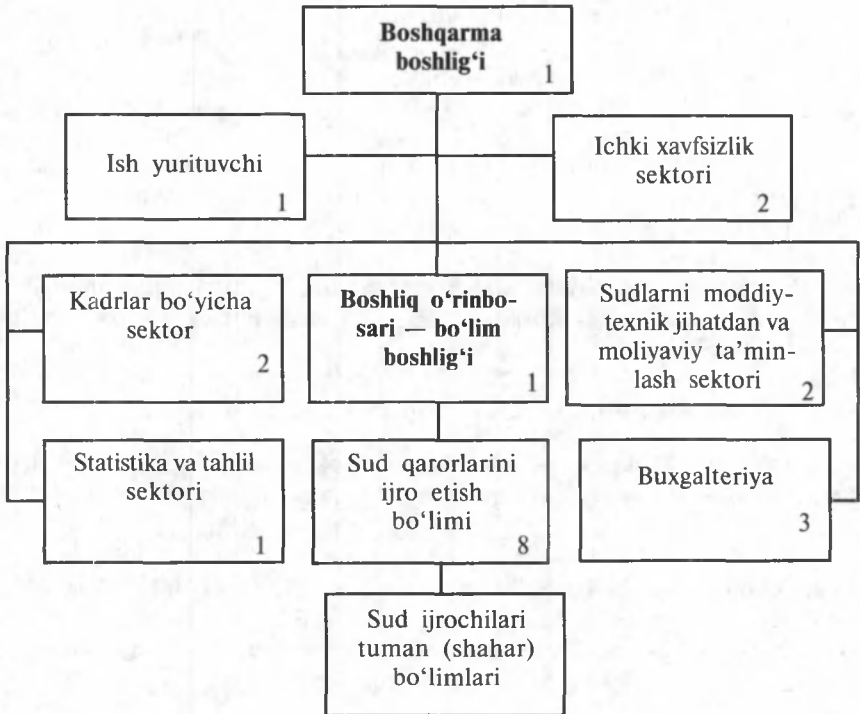 Boshqarma
boshlig‘i
1
Ish yurituvchi
1
Ichki xavfsizlik
sektori
2
Kadrlar bo‘yicha
sektor
2
Boshliq o‘rinbo-
sari — bo‘lim
boshlig‘i
1
Sudlarni moddiy-
texnik jihatdan va
moliyaviy ta’min-
lash sektori
2
Statistika va tahlil
sektori
1
Sud qarorlarini
ijro etish
bo‘limi
8
Buxgalteriya
3
Sud ijrochilari
tuman (shahar)
bo‘limlari